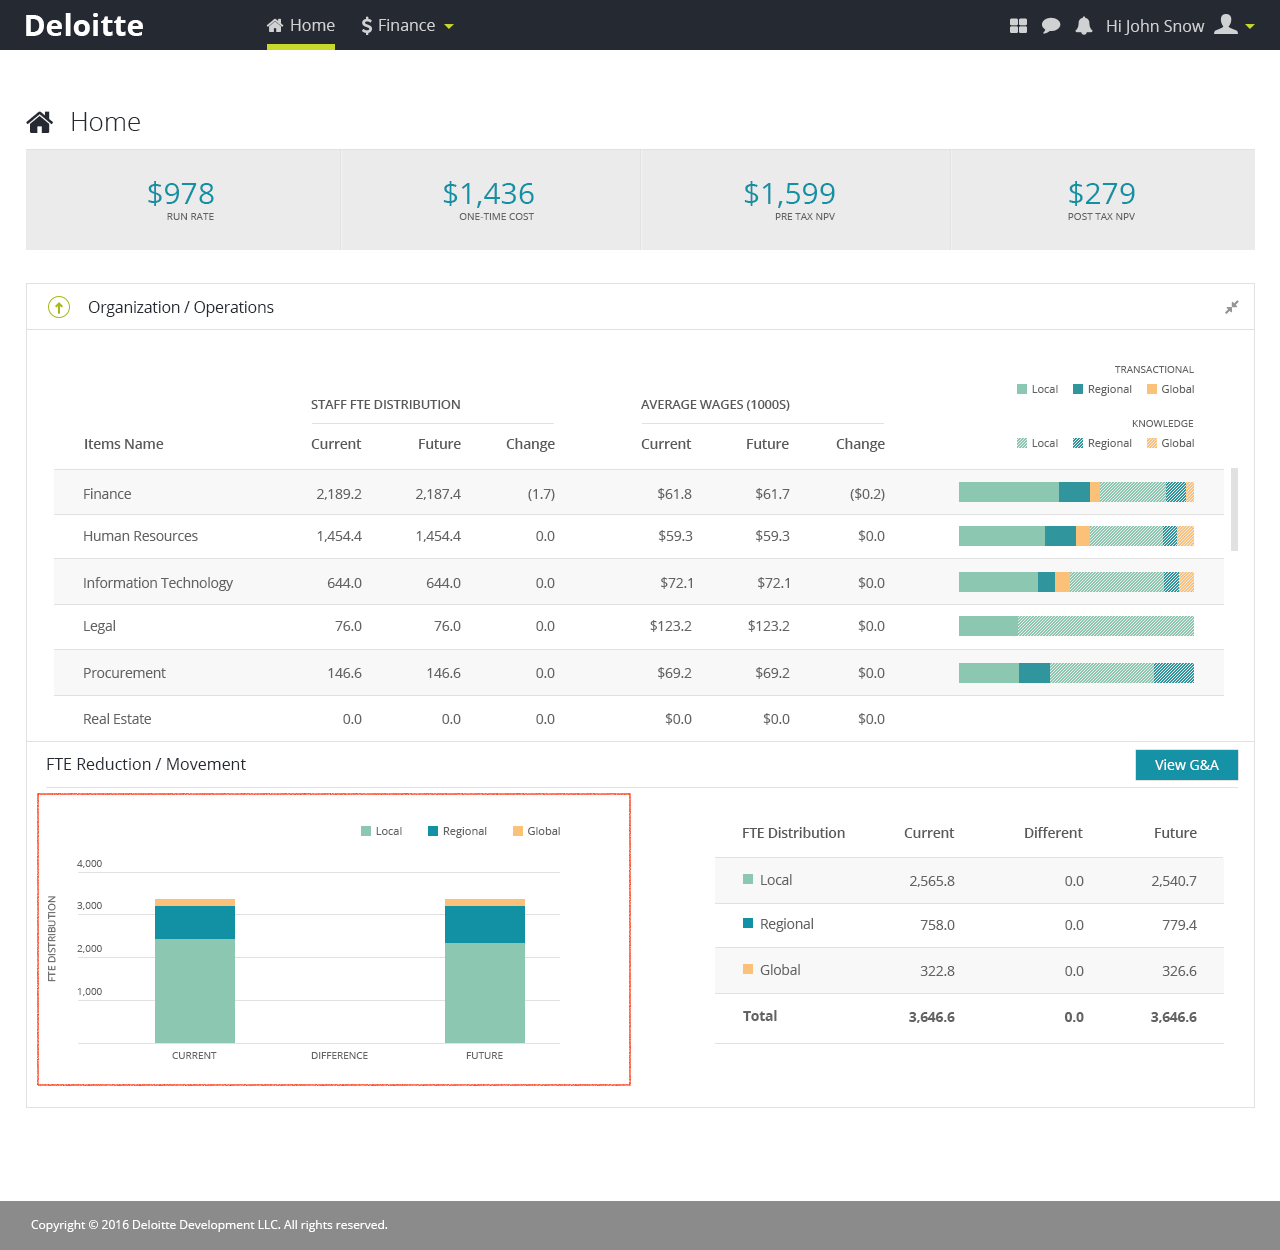 Deloitte Home Finance Hi John Snow
Home
$978 $1,436 $1,599 $279
RUN RATE ONE-TIME COST PRE TAX NPV POST TAX NPV
Organization / Operations
TRANSACTIONAL
Local Regional Global
STAFF FTE DISTRIBUTION AVERAGE WAGES (1000S)
KNOWLEDGE
Items Name Current Future Change Current Future Change Local Regional Global
Finance 2,189.2 2,187.4 (1.7) $61.8 $61.7 ($0.2)
Human Resources 1,454.4 1,454.4 0.0 $59.3 $59.3 $0.0
Information Technology 644.0 644.0 0.0 $72.1 $72.1 $0.0
Legal 76.0 76.0 0.0 $123.2 $123.2 $0.0
Procurement 146.6 146.6 0.0 $69.2 $69.2 $0.0
Real Estate 0.0 0.0 0.0 $0.0 $0.0 $0.0
FTE Reduction / Movement View G&A
Local Regional Global
4,000
3,000
2,000
1,000
FTE DISTRIBUTION
CURRENT DIFFERENCE FUTURE
FTE Distribution Current Different Future
Local 2,565.8 0.0 2,540.7
Regional 758.0 0.0 779.4
Global 322.8 0.0 326.6
Total 3,646.6 0.0 3,646.6
Copyright © 2016 Deloitte Development LLC. All rights reserved.